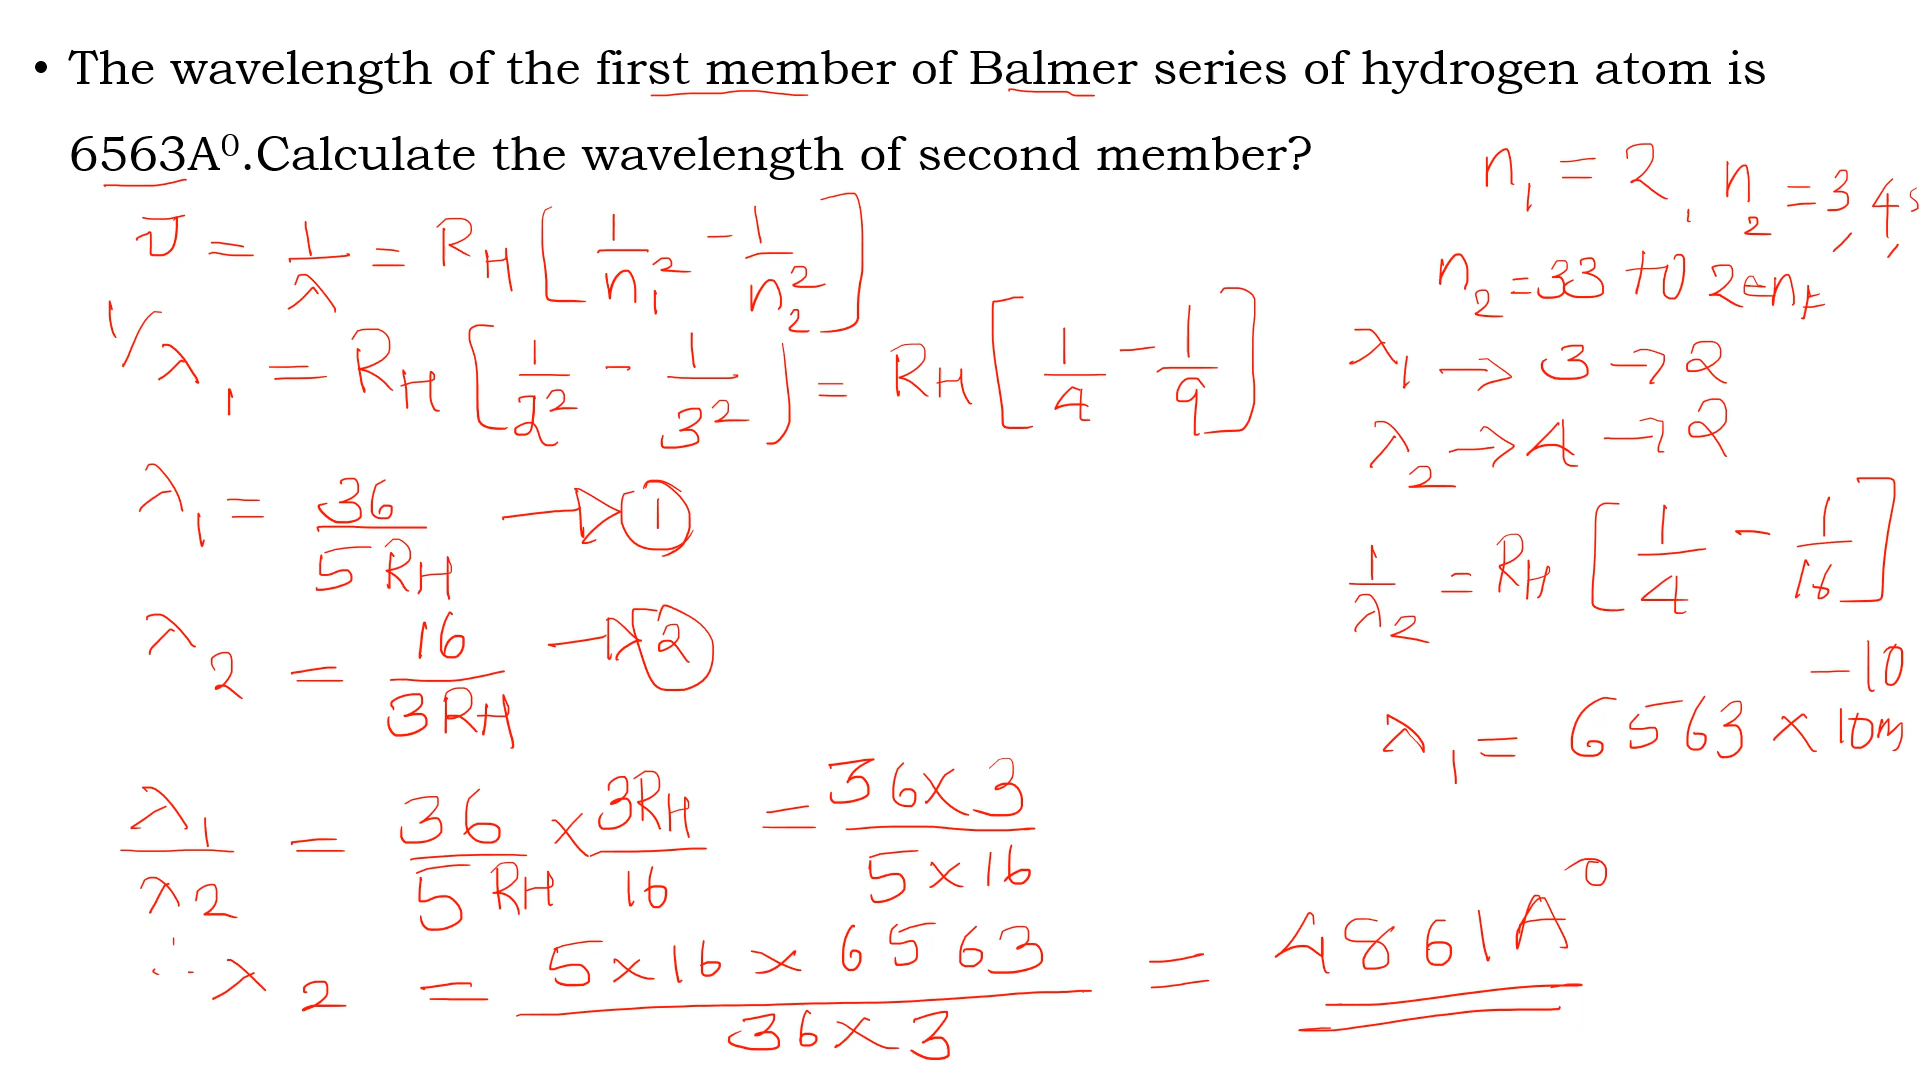 • The wavelength of the first member of Balmer series of hydrogen atom is
6563A⁰.Calculate the wavelength of second member?
n₁ = 2, n₂ = 3, 4,
ν̅ = 1/λ = R_H [1/n₁² - 1/n₂²]
n₂ = 33 to 2
1/λ₁ = R_H [1/2² - 1/3²] = R_H [1/4 - 1/9]
λ₁ → 3 → 2
λ₂ → 4 → 2
λ₁ = 36/5R_H → ①
1/λ₂ = R_H [1/4 - 1/16]
λ₂ = 16/3R_H → ②
λ₁ = 6563 × 10⁻¹⁰m
λ₁/λ₂ = 36/5R_H × 3R_H/16 = 36×3/5×16
∴ λ₂ = 5×16×6563/36×3 = 4861A⁰